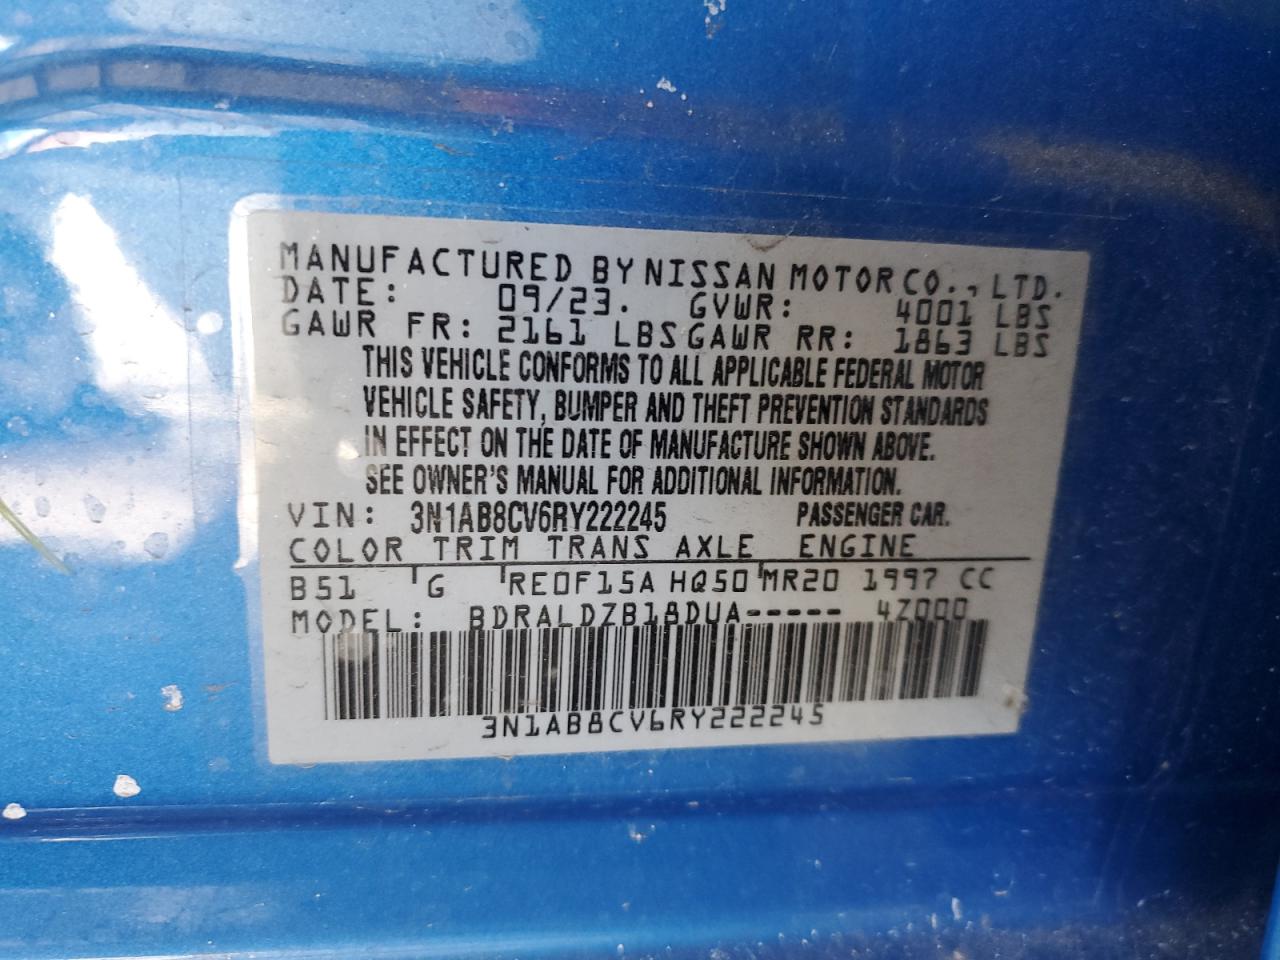 MANUFACTURED BY NISSAN MOTOR CO., LTD.
DATE: 09/23. GVWR: 4001 LBS
GAWR FR: 2161 LBS GAWR RR: 1863 LBS
THIS VEHICLE CONFORMS TO ALL APPLICABLE FEDERAL MOTOR
VEHICLE SAFETY, BUMPER AND THEFT PREVENTION STANDARDS
IN EFFECT ON THE DATE OF MANUFACTURE SHOWN ABOVE.
SEE OWNER'S MANUAL FOR ADDITIONAL INFORMATION.
VIN: 3N1AB8CV6RY222245 PASSENGER CAR.
COLOR TRIM TRANS AXLE ENGINE
B51 G RE0F15A HQ50 MR20 1997 CC
MODEL: BDRALDZB18DUA----- 4Z000
3N1AB8CV6RY222245